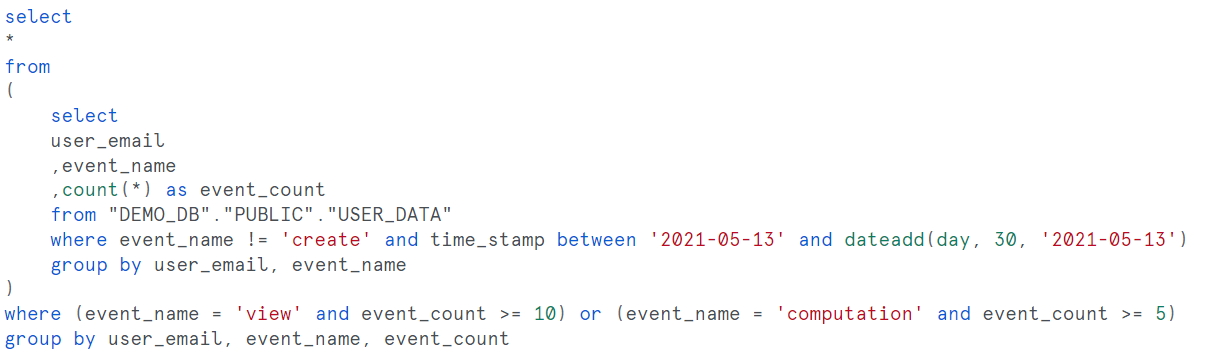 select
*
from
(
    select
    user_email
    ,event_name
    ,count(*) as event_count
    from "DEMO_DB"."PUBLIC"."USER_DATA"
    where event_name != 'create' and time_stamp between '2021-05-13' and dateadd(day, 30, '2021-05-13')
    group by user_email, event_name
)
where (event_name = 'view' and event_count >= 10) or (event_name = 'computation' and event_count >= 5)
group by user_email, event_name, event_count